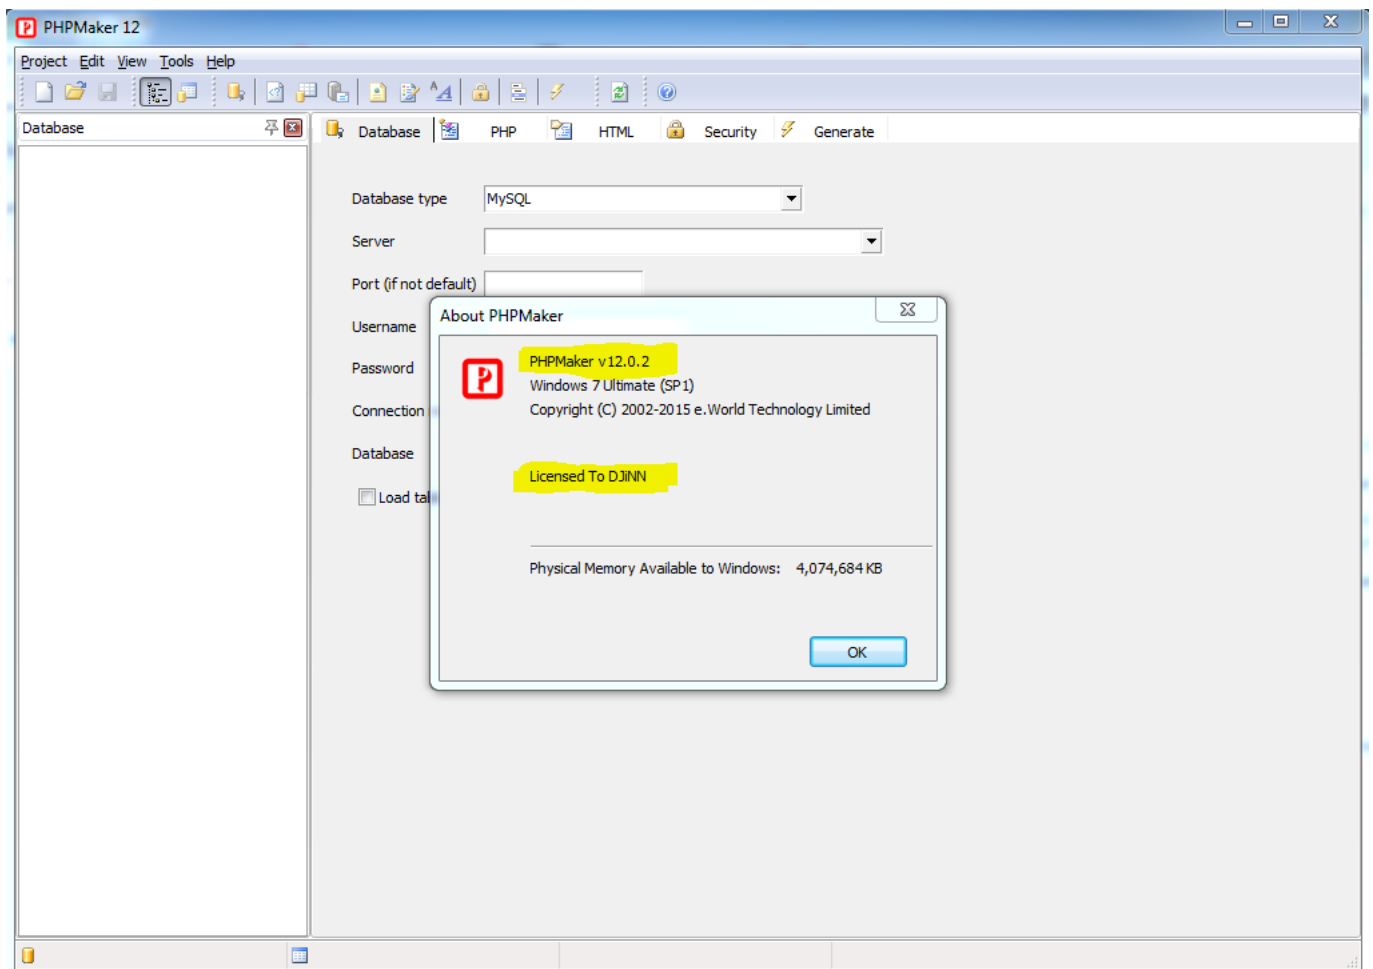 PHPMaker 12
Project Edit View Tools Help
Database
Database PHP HTML Security Generate
Database type MySQL
Server
Port (if not default)
Username
Password
Connection
Database
Load
About PHPMaker
PHPMaker v12.0.2
Windows 7 Ultimate (SP1)
Copyright (C) 2002-2015 e.World Technology Limited
Licensed To DJiNN
Physical Memory Available to Windows: 4,074,684 KB
OK